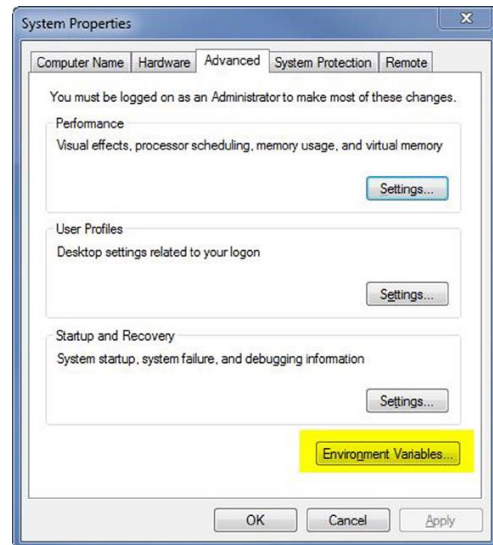 System Properties
Computer Name Hardware Advanced System Protection Remote
You must be logged on as an Administrator to make most of these changes.
Performance
Visual effects, processor scheduling, memory usage, and virtual memory
Settings...
User Profiles
Desktop settings related to your logon
Settings...
Startup and Recovery
System startup, system failure, and debugging information
Settings...
Environment Variables...
OK Cancel Apply